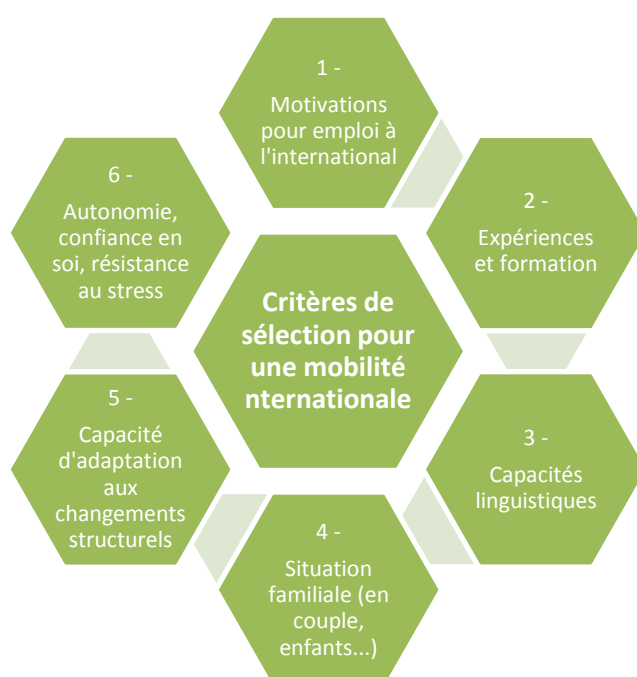 1 -
Motivations
pour emploi à
l'international
2 -
Expériences
et formation
3 -
Capacités
linguistiques
4 -
Situation
familiale (en
couple,
enfants...)
5 -
Capacité
d'adaptation
aux
changements
structurels
6 -
Autonomie,
confiance en
soi, résistance
au stress
Critères de
sélection pour
une mobilité
nternationale